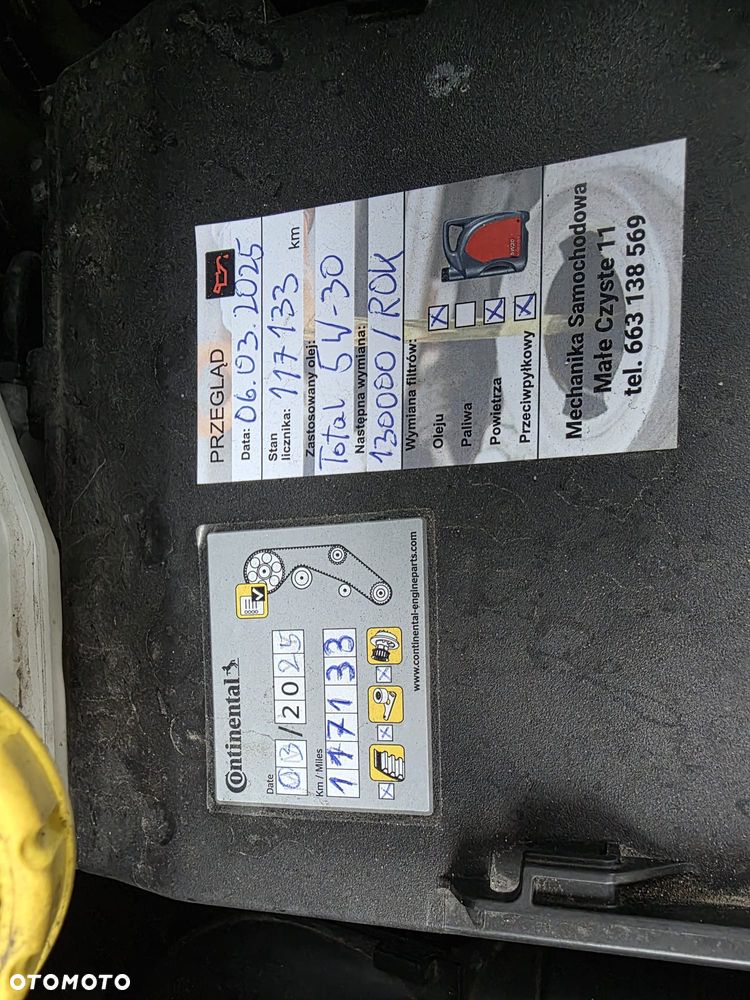 PRZEGLĄD
Data: 06.03.2025
Stan
licznika: 117133 km
Zastosowany olej:
Total 5W-30
Następna wymiana:
130000/ROK
Wymiana filtrów:
Oleju
Paliwa
Powietrza
Przeciwpyłkowy
Mechanika Samochodowa
Małe Czyste 11
tel. 663 138 569
Continental
Date
03/2025
Km / Miles
117133
www.continental-engineparts.com
OTOMOTO